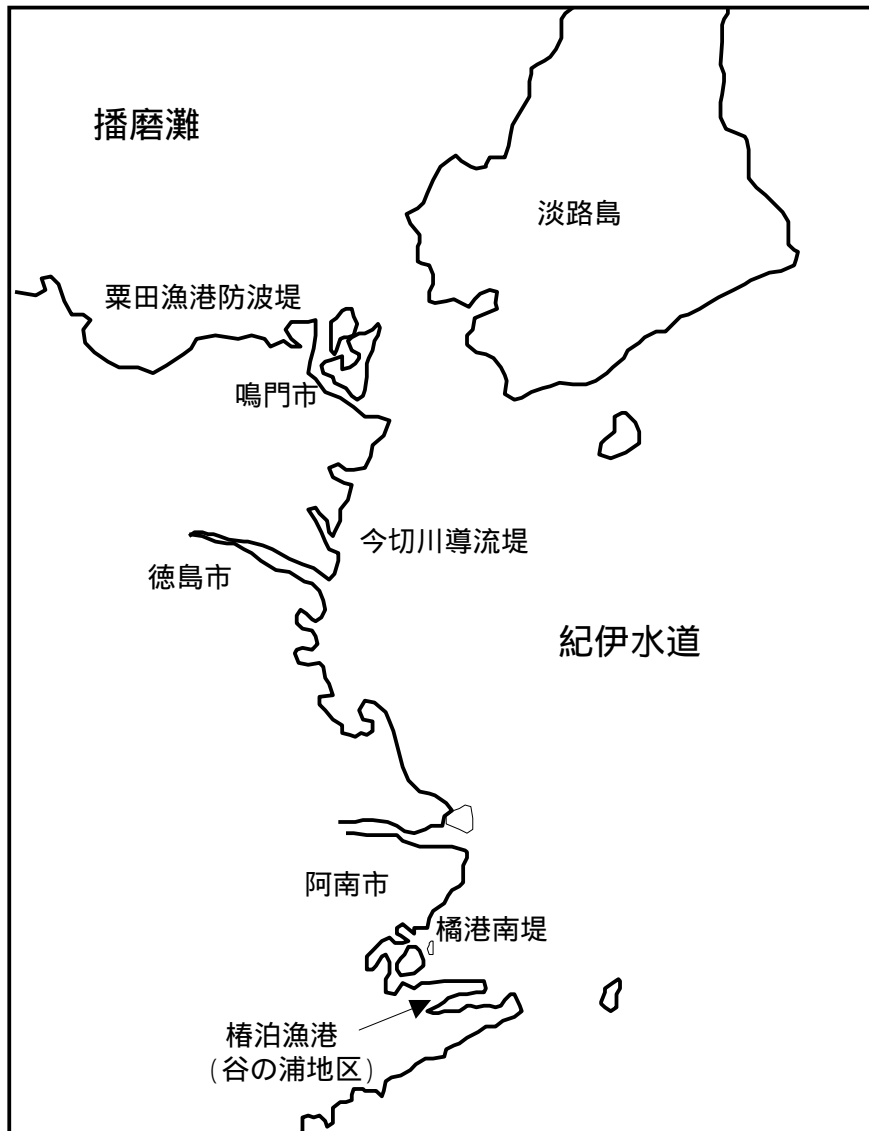 播磨灘
淡路島
粟田漁港防波堤
鳴門市
今切川導流堤
徳島市
紀伊水道
阿南市
橘港南堤
椿泊漁港
(谷の浦地区)